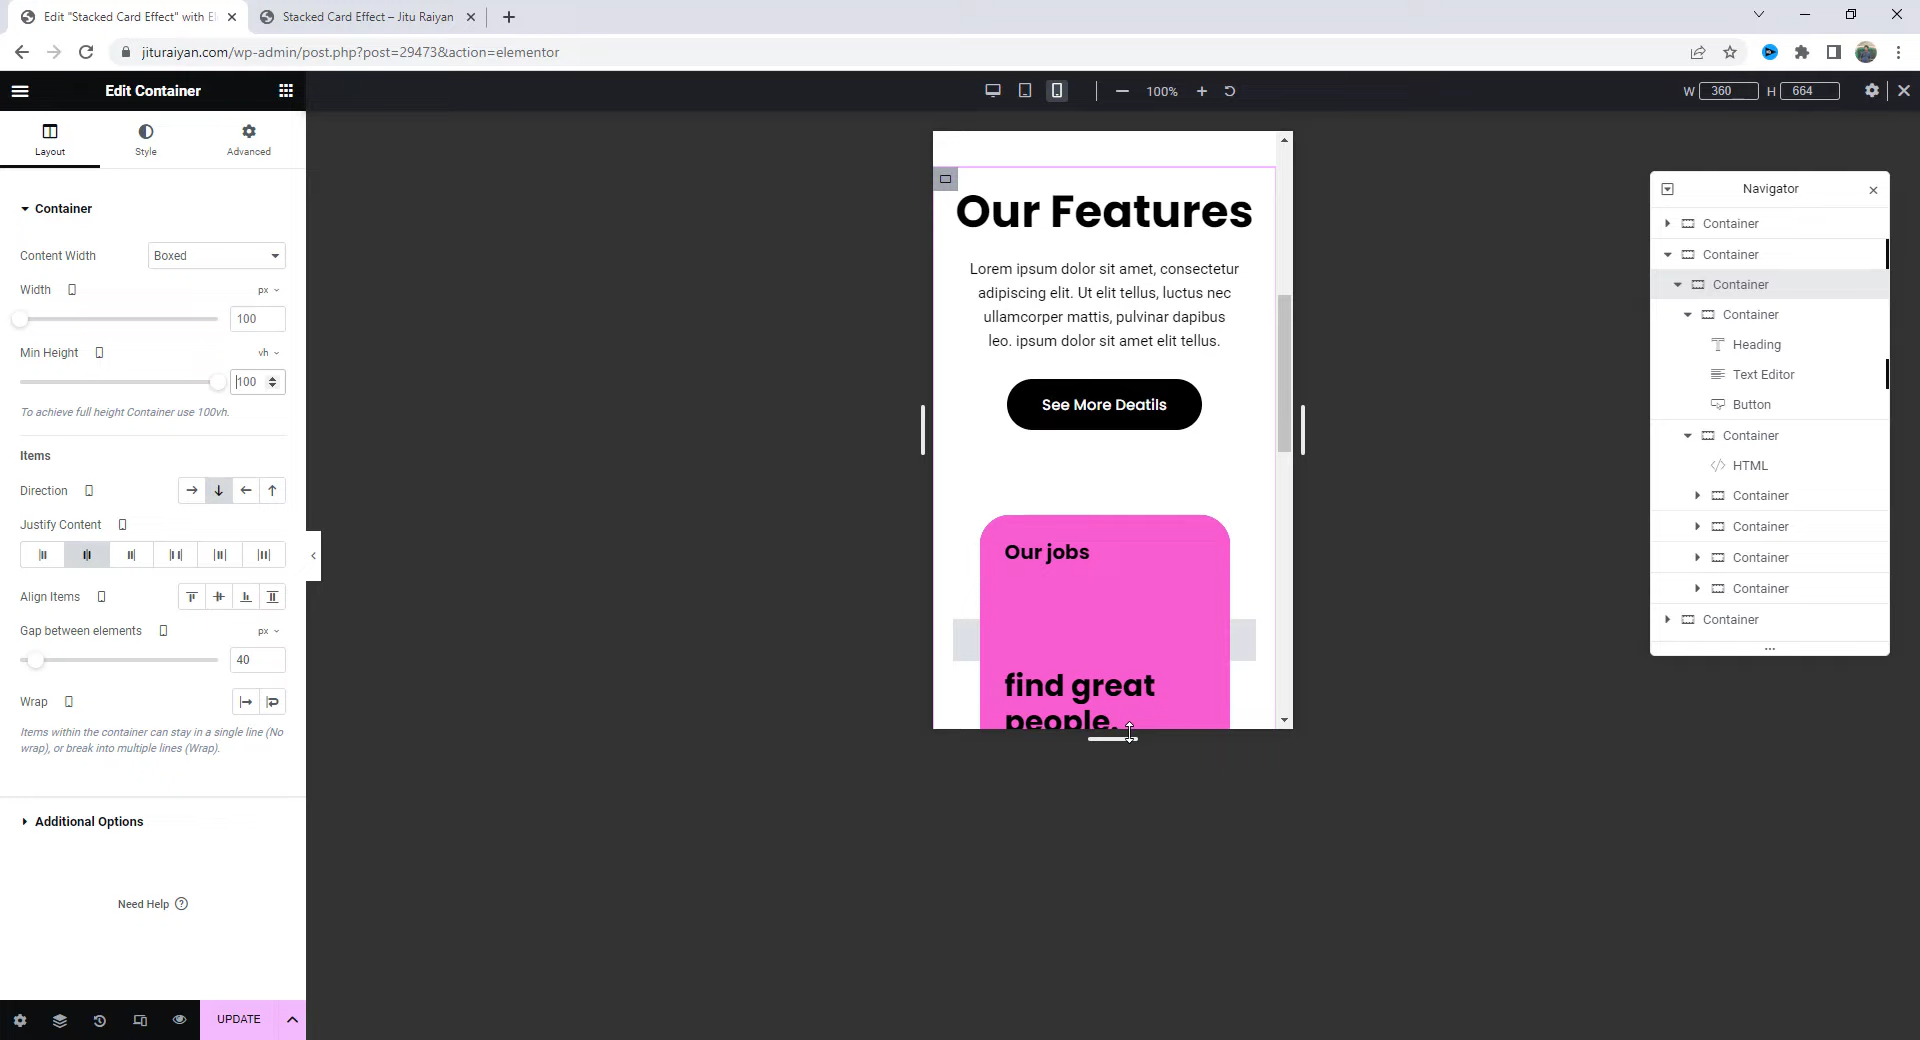 Edit "Stacked Card Effect" with El
Stacked Card Effect – Jitu Raiyan
jituraiyan.com/wp-admin/post.php?post=29473&action=elementor
Edit Container
100%
W 360
H 664
Layout
Style
Advanced
Container
Content Width
Boxed
Width
px
100
Min Height
vh
100
To achieve full height Container use 100vh.
Items
Direction
Justify Content
Align Items
Gap between elements
px
40
Wrap
Items within the container can stay in a single line (No
wrap), or break into multiple lines (Wrap).
Additional Options
Need Help
UPDATE
Our Features
Lorem ipsum dolor sit amet, consectetur
adipiscing elit. Ut elit tellus, luctus nec
ullamcorper mattis, pulvinar dapibus
leo. ipsum dolor sit amet elit tellus.
See More Deatils
Our jobs
find great
people.
Navigator
Container
Container
Container
Container
Heading
Text Editor
Button
Container
HTML
Container
Container
Container
Container
Container